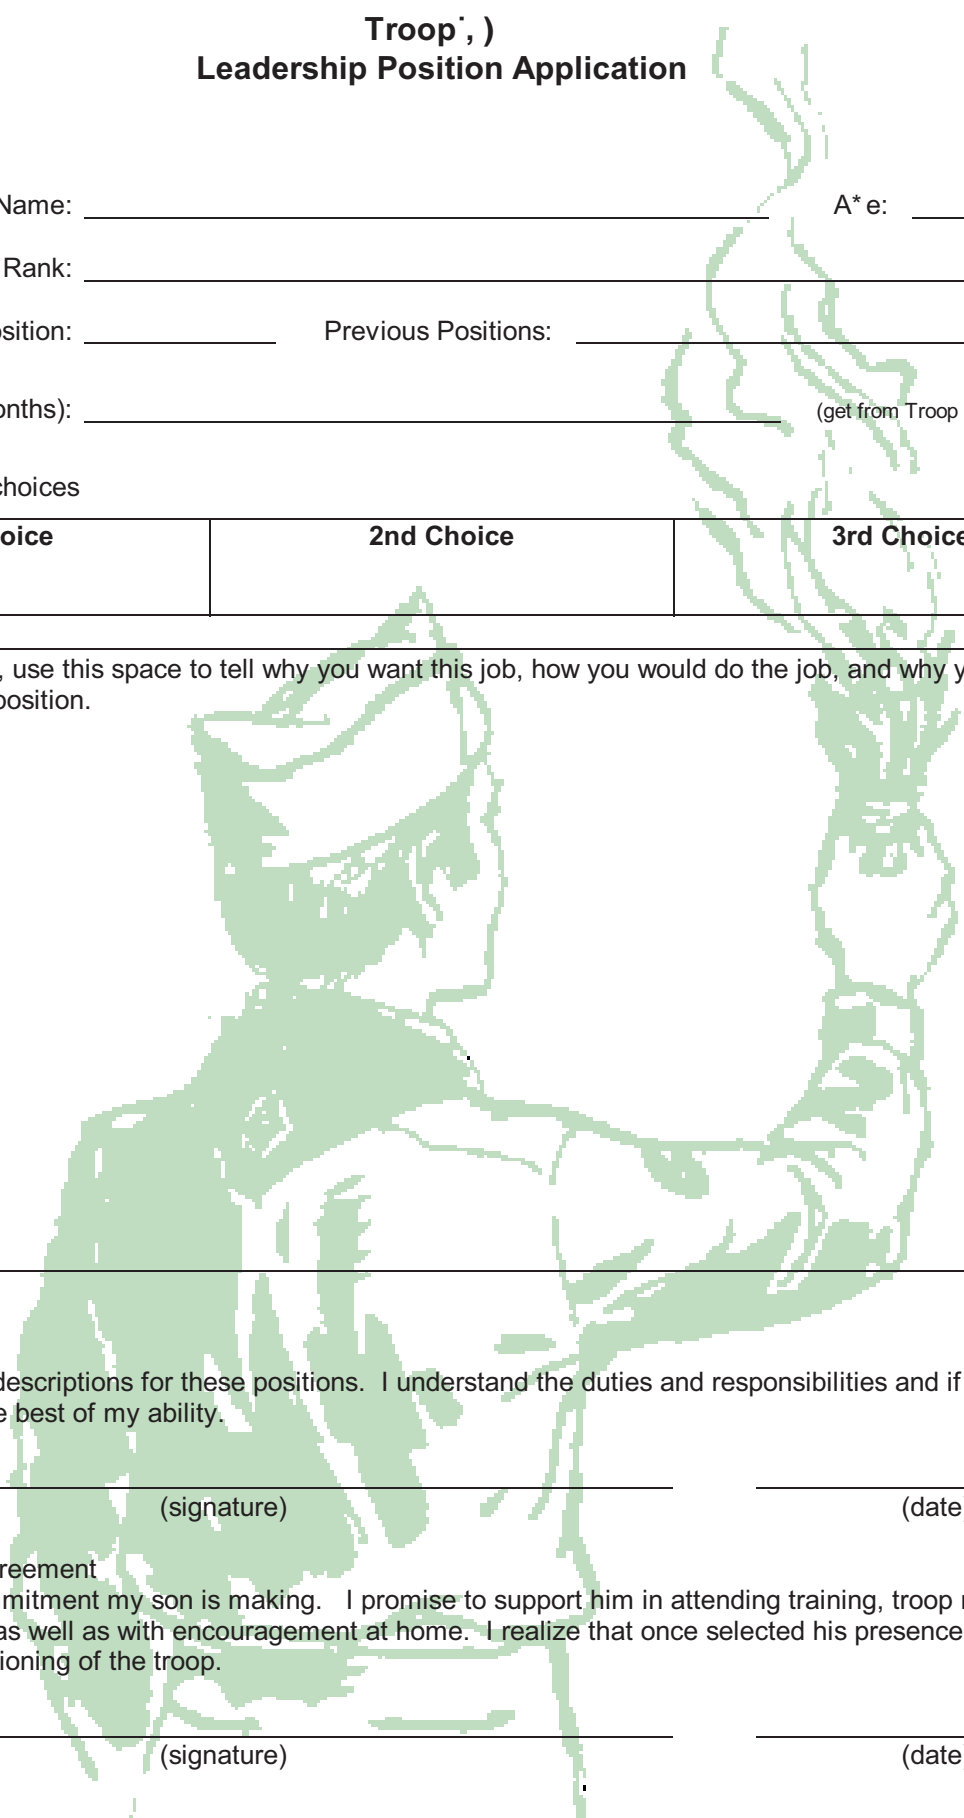 Troop˙, )
Leadership Position Application
Name: A* e:
Rank:
osition: Previous Positions:
onths): (get from Troop
choices
oice 2nd Choice 3rd Choice
, use this space to tell why you want this job, how you would do the job, and why y
position.
descriptions for these positions. I understand the duties and responsibilities and if
e best of my ability.
(signature) (date)
reement
mitment my son is making. I promise to support him in attending training, troop
as well as with encouragement at home. I realize that once selected his presence
tioning of the troop.
(signature) (date)